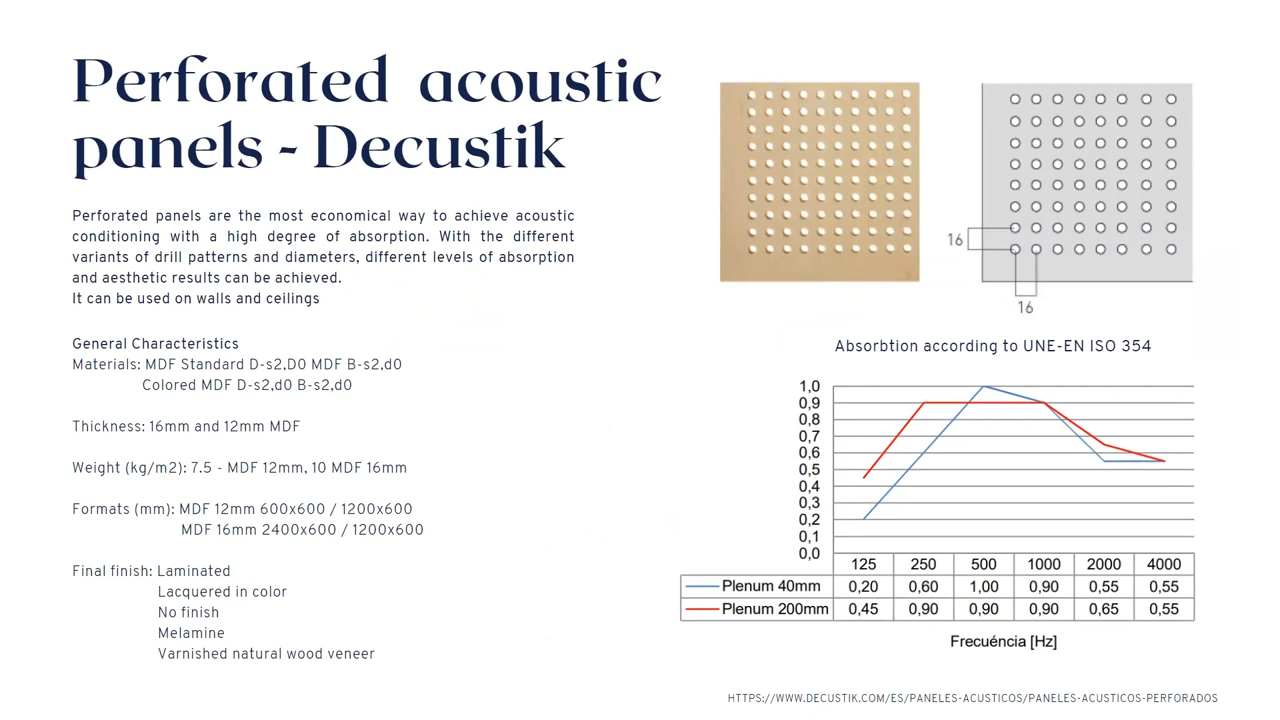 Perforated acoustic
panels - Decustik
Perforated panels are the most economical way to achieve acoustic
conditioning with a high degree of absorption. With the different
variants of drill patterns and diameters, different levels of absorption
and aesthetic results can be achieved.
It can be used on walls and ceilings
General Characteristics
Materials: MDF Standard D-s2,D0 MDF B-s2,d0
Colored MDF D-s2,d0 B-s2,d0
Thickness: 16mm and 12mm MDF
Weight (kg/m2): 7.5 - MDF 12mm, 10 MDF 16mm
Formats (mm): MDF 12mm 600x600 / 1200x600
MDF 16mm 2400x600 / 1200x600
Final finish: Laminated
Lacquered in color
No finish
Melamine
Varnished natural wood veneer
16
16
Absorbtion according to UNE-EN ISO 354
1,0
0,9
0,8
0,7
0,6
0,5
0,4
0,3
0,2
0,1
0,0
125 250 500 1000 2000 4000
Plenum 40mm 0,20 0,60 1,00 0,90 0,55 0,55
Plenum 200mm 0,45 0,90 0,90 0,90 0,65 0,55
Frecuéncia [Hz]
HTTPS://WWW.DECUSTIK.COM/ES/PANELES-ACUSTICOS/PANELES-ACUSTICOS-PERFORADOS